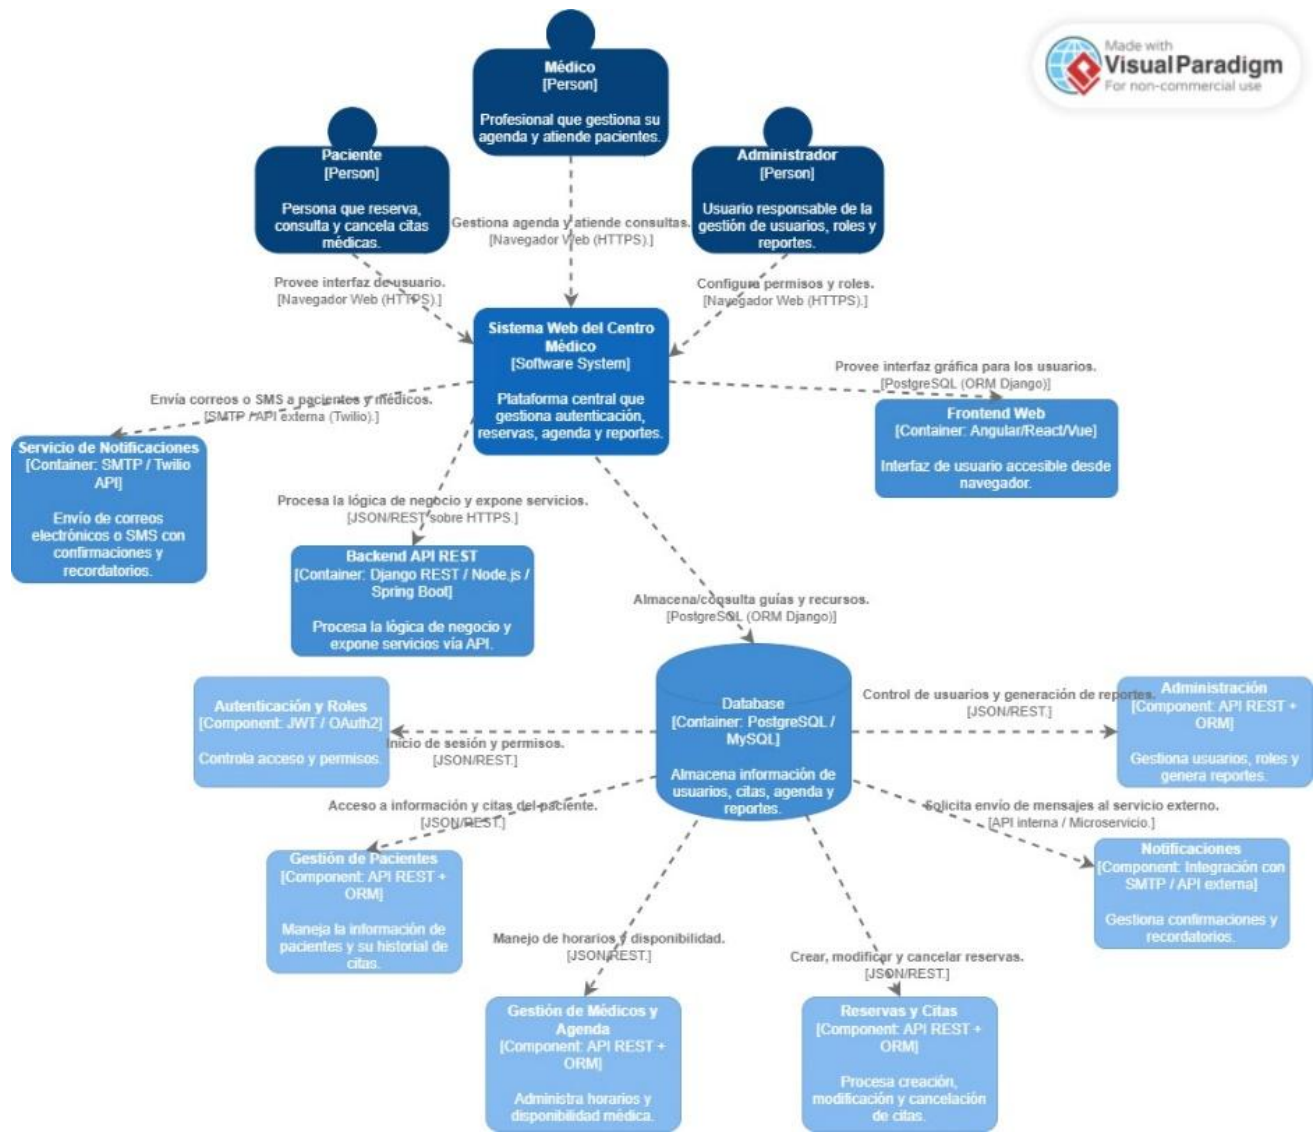 Made with
VisualParadigm
For non-commercial use
Médico
[Person]
Profesional que gestiona su
agenda y atiende pacientes.
Paciente
[Person]
Persona que reserva,
consulta y cancela citas
médicas.
Administrador
[Person]
Usuario responsable de la
gestión de usuarios, roles y
reportes.
Gestiona agenda y atiende consultas.
[Navegador Web (HTTPS).]
Provee interfaz de usuario.
[Navegador Web (HTTPS).]
Configura permisos y roles.
[Navegador Web (HTTPS).]
Sistema Web del Centro
Médico
[Software System]
Plataforma central que
gestiona autenticación,
reservas, agenda y reportes.
Provee interfaz gráfica para los usuarios.
[PostgreSQL (ORM Django)]
Frontend Web
[Container: Angular/React/Vue]
Interfaz de usuario accesible desde
navegador.
Envía correos o SMS a pacientes y médicos.
[SMTP / API externa (Twilio).]
Servicio de Notificaciones
[Container: SMTP / Twilio
API]
Envío de correos
electrónicos o SMS con
confirmaciones y
recordatorios.
Procesa la lógica de negocio y expone servicios.
[JSON/REST sobre HTTPS.]
Backend API REST
[Container: Django REST / Node.js /
Spring Boot]
Procesa la lógica de negocio y
expone servicios vía API.
Almacena/consulta guías y recursos.
[PostgreSQL (ORM Django)]
Database
[Container: PostgreSQL /
MySQL]
Almacena información de
usuarios, citas, agenda y
reportes.
Autenticación y Roles
[Component: JWT / OAuth2]
Controla acceso y permisos.
Inicio de sesión y permisos.
[JSON/REST.]
Control de usuarios y generación de reportes.
[JSON/REST.]
Administración
[Component: API REST +
ORM]
Gestiona usuarios, roles y
genera reportes.
Acceso a información y citas del paciente.
[JSON/REST.]
Gestión de Pacientes
[Component: API REST +
ORM]
Maneja la información de
pacientes y su historial de
citas.
Solicita envío de mensajes al servicio externo.
[API interna / Microservicio.]
Notificaciones
[Component: Integración con
SMTP / API externa]
Gestiona confirmaciones y
recordatorios.
Manejo de horarios y disponibilidad.
[JSON/REST.]
Gestión de Médicos y
Agenda
[Component: API REST +
ORM]
Administra horarios y
disponibilidad médica.
Crear, modificar y cancelar reservas.
[JSON/REST.]
Reservas y Citas
[Component: API REST +
ORM]
Procesa creación,
modificación y cancelación
de citas.